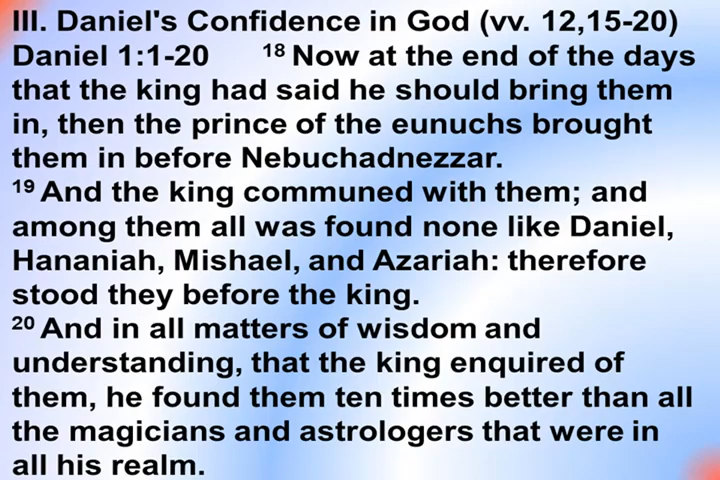 III. Daniel's Confidence in God (vv. 12,15-20)
Daniel 1:1-20 18 Now at the end of the days
that the king had said he should bring them
in, then the prince of the eunuchs brought
them in before Nebuchadnezzar.
19 And the king communed with them; and
among them all was found none like Daniel,
Hananiah, Mishael, and Azariah: therefore
stood they before the king.
20 And in all matters of wisdom and
understanding, that the king enquired of
them, he found them ten times better than all
the magicians and astrologers that were in
all his realm.